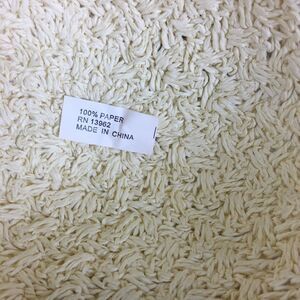 100% PAPER
RN 13962
MADE IN CHINA